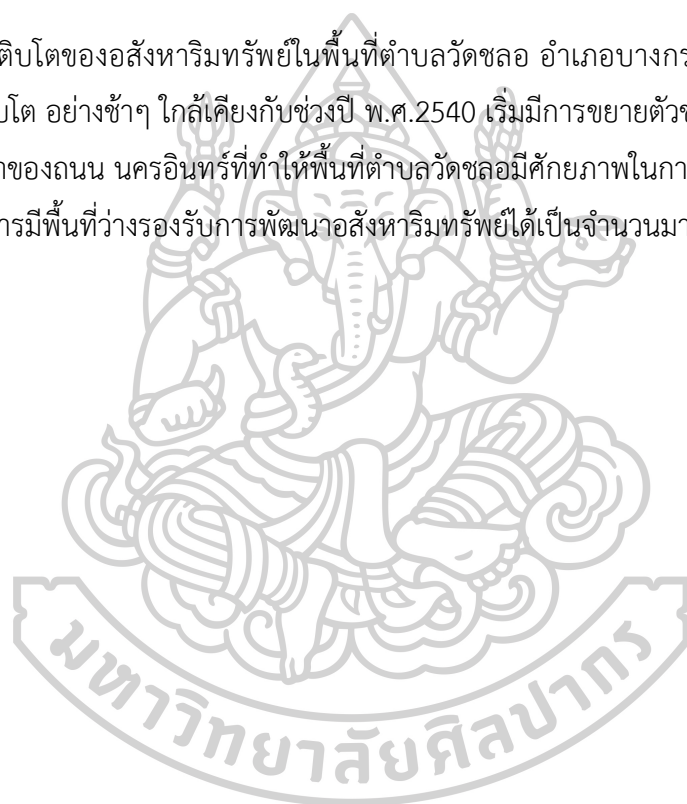 ติบโตของอสังหาริมทรัพย์ในพื้นที่ตำบลวัดชลอ อำเภอบางกร
บโต อย่างช้าๆ ใกล้เคียงกับช่วงปี พ.ศ.2540 เริ่มมีการขยายตัวข
าของถนน นครอินทร์ที่ทำให้พื้นที่ตำบลวัดชลอมีศักยภาพในกา
ารมีพื้นที่ว่างรองรับการพัฒนาอสังหาริมทรัพย์ได้เป็นจำนวนมา
มหาวิทยาลัยศิลปากร